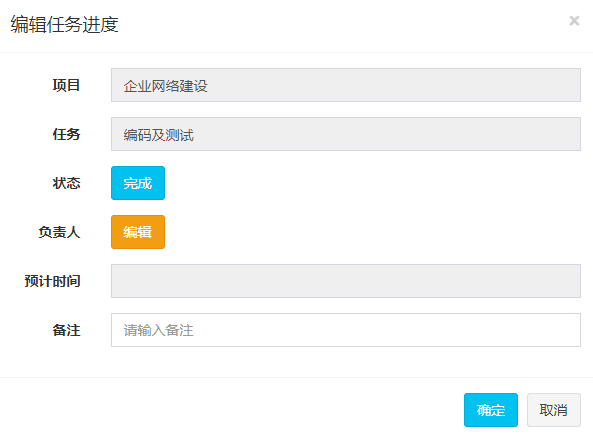 编辑任务进度
×
项目 企业网络建设
任务 编码及测试
状态 完成
负责人 编辑
预计时间
备注 请输入备注
确定 取消